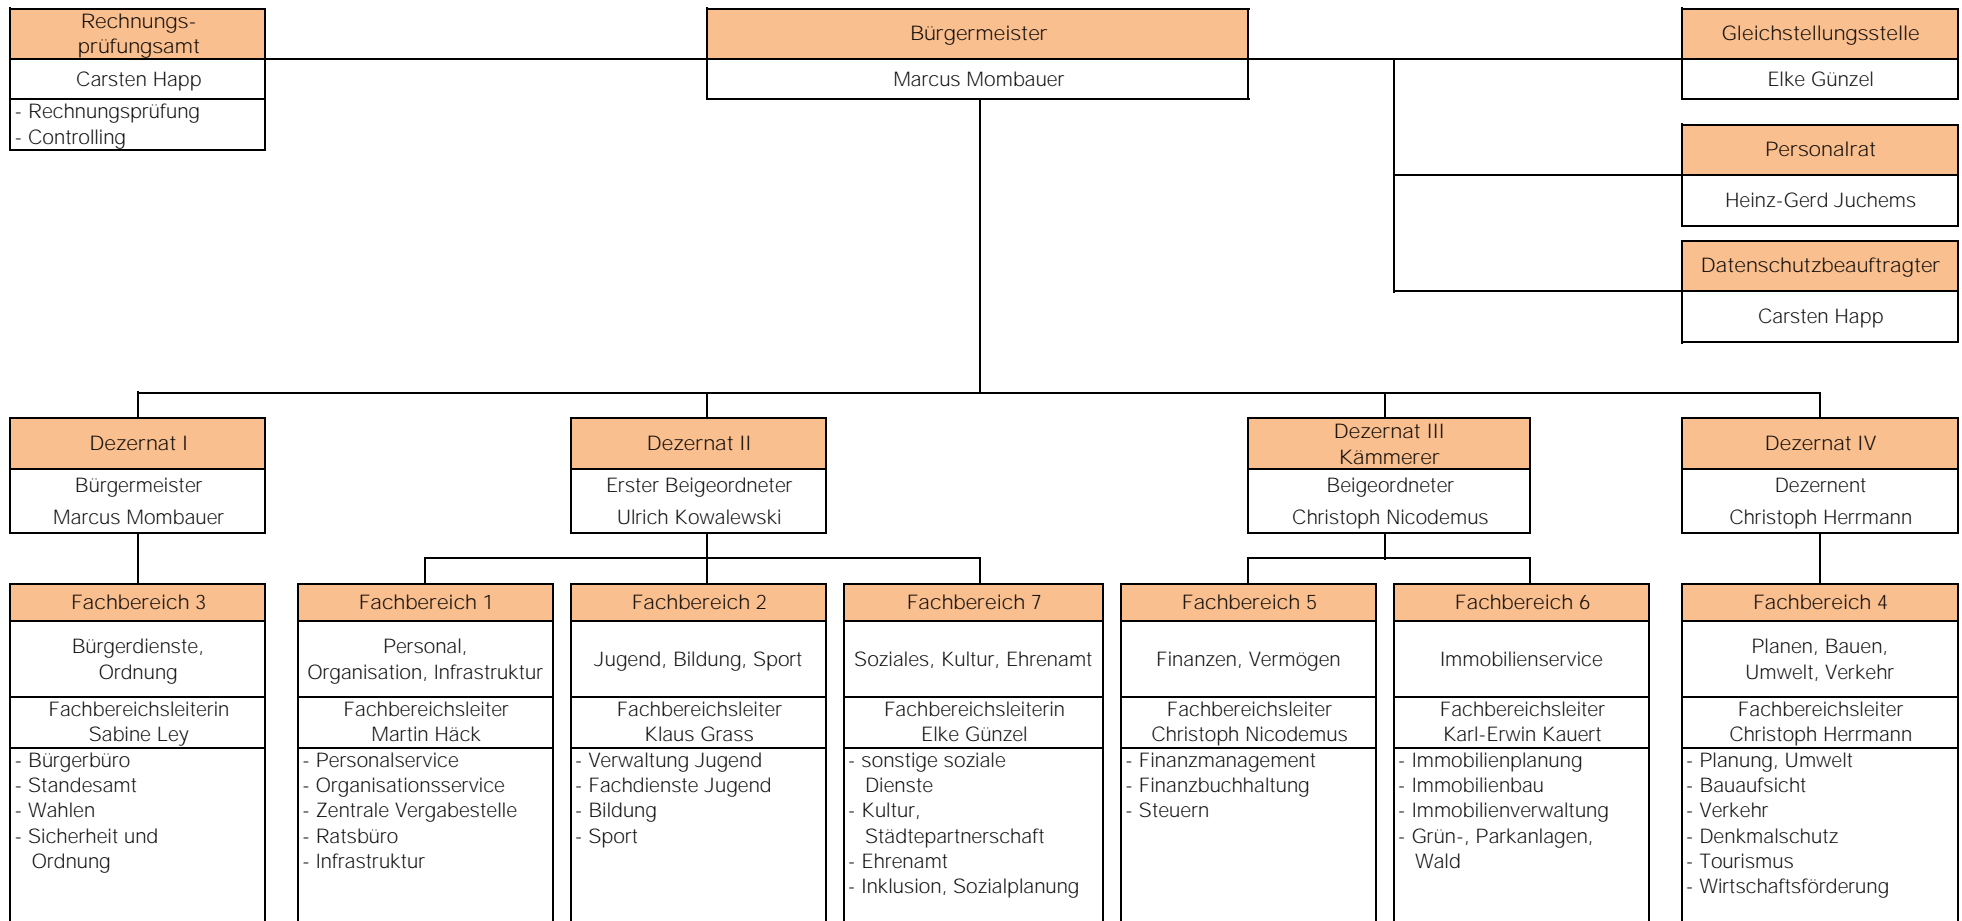 Rechnungs-
prüfungsamt
Carsten Happ
- Rechnungsprüfung
- Controlling
Bürgermeister
Marcus Mombauer
Gleichstellungsstelle
Elke Günzel
Personalrat
Heinz-Gerd Juchems
Datenschutzbeauftragter
Carsten Happ
Dezernat I
Bürgermeister
Marcus Mombauer
Dezernat II
Erster Beigeordneter
Ulrich Kowalewski
Dezernat III
Kämmerer
Beigeordneter
Christoph Nicodemus
Dezernat IV
Dezernent
Christoph Herrmann
Fachbereich 3
Bürgerdienste,
Ordnung
Fachbereichsleiterin
Sabine Ley
- Bürgerbüro
- Standesamt
- Wahlen
- Sicherheit und
Ordnung
Fachbereich 1
Personal,
Organisation, Infrastruktur
Fachbereichsleiter
Martin Häck
- Personalservice
- Organisationsservice
- Zentrale Vergabestelle
- Ratsbüro
- Infrastruktur
Fachbereich 2
Jugend, Bildung, Sport
Fachbereichsleiter
Klaus Grass
- Verwaltung Jugend
- Fachdienste Jugend
- Bildung
- Sport
Fachbereich 7
Soziales, Kultur, Ehrenamt
Fachbereichsleiterin
Elke Günzel
- sonstige soziale
Dienste
- Kultur,
Städtepartnerschaft
- Ehrenamt
- Inklusion, Sozialplanung
Fachbereich 5
Finanzen, Vermögen
Fachbereichsleiter
Christoph Nicodemus
- Finanzmanagement
- Finanzbuchhaltung
- Steuern
Fachbereich 6
Immobilienservice
Fachbereichsleiter
Karl-Erwin Kauert
- Immobilienplanung
- Immobilienbau
- Immobilienverwaltung
- Grün-, Parkanlagen,
Wald
Fachbereich 4
Planen, Bauen,
Umwelt, Verkehr
Fachbereichsleiter
Christoph Herrmann
- Planung, Umwelt
- Bauaufsicht
- Verkehr
- Denkmalschutz
- Tourismus
- Wirtschaftsförderung